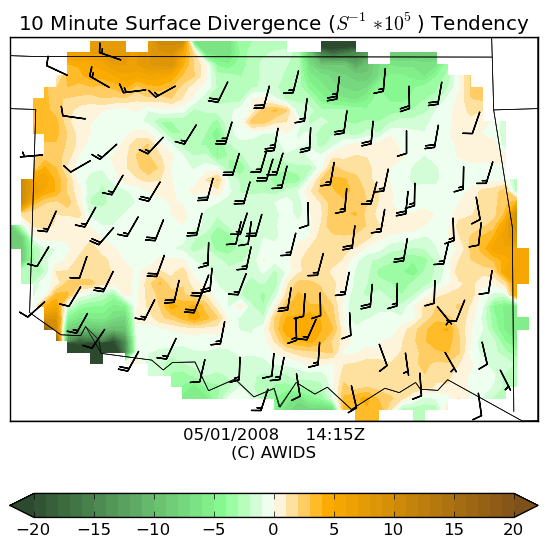 10 Minute Surface Divergence (S⁻¹ *10⁵ ) Tendency
05/01/2008 14:15Z
(C) AWIDS
−20 −15 −10 −5 0 5 10 15 20